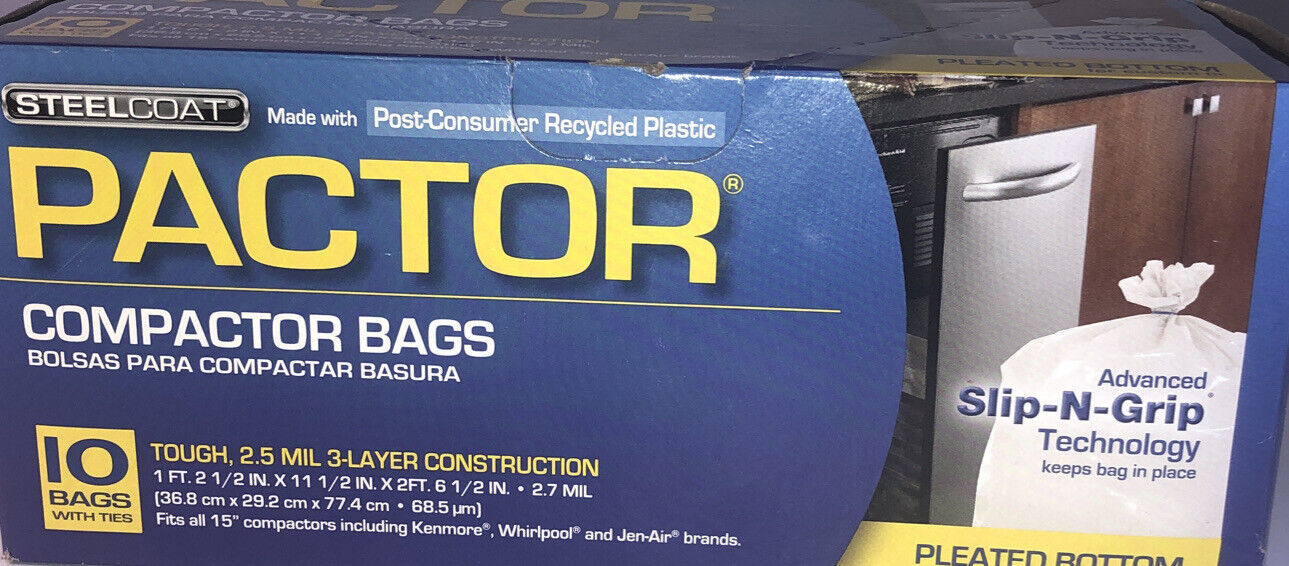 COMPACTOR BAGS
PACTOR®
10
PLEATED BOTTOM
STEELCOAT®
Made with Post-Consumer Recycled Plastic
PACTOR®
COMPACTOR BAGS
BOLSAS PARA COMPACTAR BASURA
10
BAGS
WITH TIES
TOUGH, 2.5 MIL 3-LAYER CONSTRUCTION
1 FT. 2 1/2 IN. X 11 1/2 IN. X 2FT. 6 1/2 IN. • 2.7 MIL
(36.8 cm x 29.2 cm x 77.4 cm • 68.5 µm)
Fits all 15” compactors including Kenmore®, Whirlpool® and Jen-Air® brands.
Advanced
Slip-N-Grip®
Technology
keeps bag in place
PLEATED BOTTOM